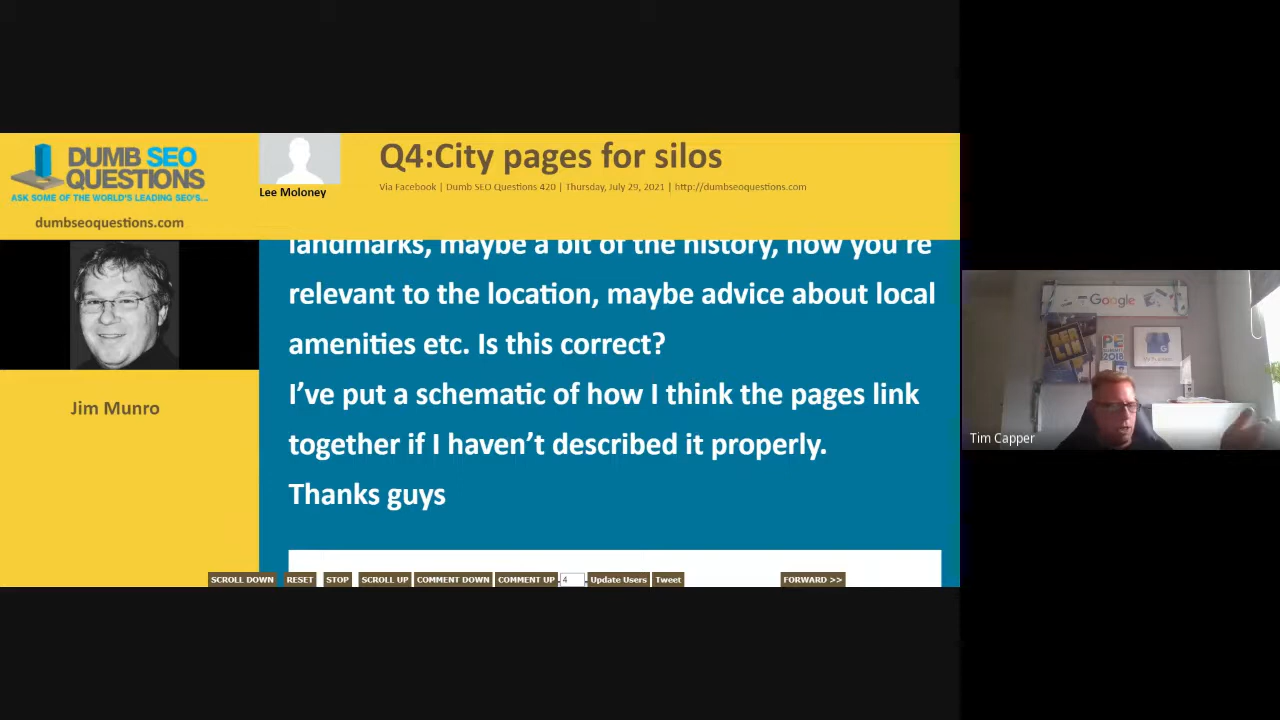 DUMB SEO
QUESTIONS
ASK SOME OF THE WORLD'S LEADING SEO'S...
dumbseoquestions.com
Lee Moloney
Q4:City pages for silos
Via Facebook | Dumb SEO Questions 420 | Thursday, July 29, 2021 | http://dumbseoquestions.com
Jim Munro
landmarks, maybe a bit of the history, how you're
relevant to the location, maybe advice about local
amenities etc. Is this correct?
I've put a schematic of how I think the pages link
together if I haven't described it properly.
Thanks guys
SCROLL DOWN RESET STOP SCROLL UP COMMENT DOWN COMMENT UP 4 Update Users Tweet FORWARD >>
Google
PE
2018
Tim Capper